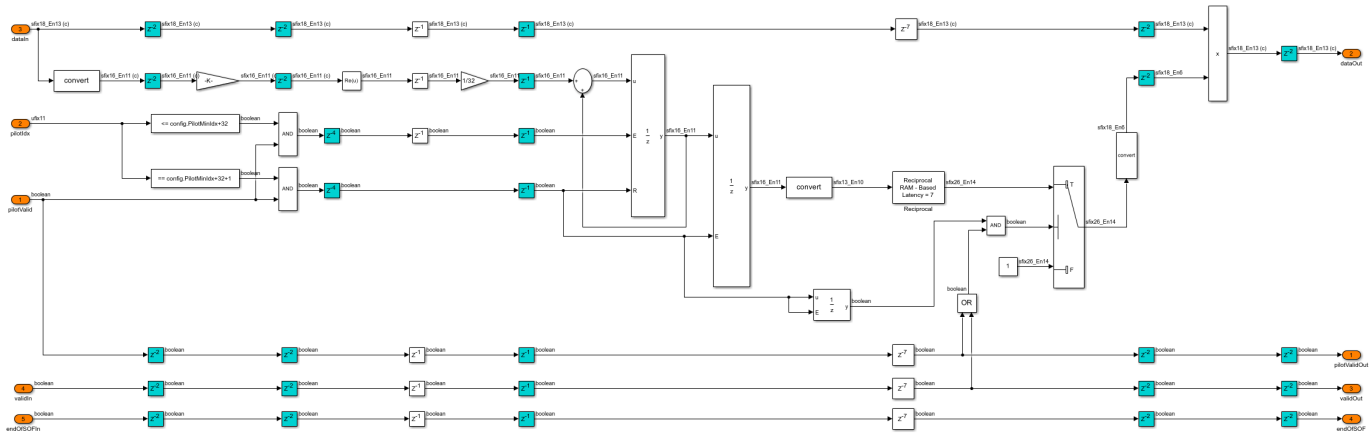 3 sfix18_En13 (c) z-2 sfix18_En13 (c) z-2 sfix18_En13 (c) z-1 sfix18_En13 (c) z-1 sfix18_En13 (c) z-7 sfix18_En13 (c) z-2 sfix18_En13 (c)
dataIn
x sfix18_En13 (c) z-2 sfix18_En13 (c) 2
dataOut
convert sfix16_En11 (c) z-2 sfix16_En11 (c) -K- sfix16_En11 (c) z-2 sfix16_En11 (c) Re(u) sfix16_En11 z-1 sfix16_En11 1/32 sfix16_En11 z-1 sfix16_En11 + + sfix16_En11 u
z-2 sfix18_En6
2 ufix11
pilotIdx
<= config.PilotMinIdx+32 boolean
AND boolean z-4 boolean z-1 boolean z-1 boolean E 1 z y sfix16_En11 u
sfix18_En6
convert
== config.PilotMinIdx+32+1 boolean
AND boolean z-4 boolean z-1 boolean R
1 z y sfix16_En11 convert sfix13_En10 Reciprocal
RAM - Based
Latency = 7
Reciprocal
sfix26_En14 T
1 boolean
pilotValid
AND boolean
sfix26_En14
E
1 sfix26_En14 F
u
E
1 z y boolean
boolean
OR
z-2 boolean z-2 boolean z-1 boolean z-1 boolean z-7 boolean z-2 boolean z-2 boolean 1
pilotValidOut
4 boolean z-2 boolean z-2 boolean z-1 boolean z-1 boolean z-7 boolean z-2 boolean z-2 boolean 3
validIn
validOut
5 boolean z-2 boolean z-2 boolean z-1 boolean z-1 boolean z-7 boolean z-2 boolean z-2 boolean 4
endOfSOFIn
endOfSOF